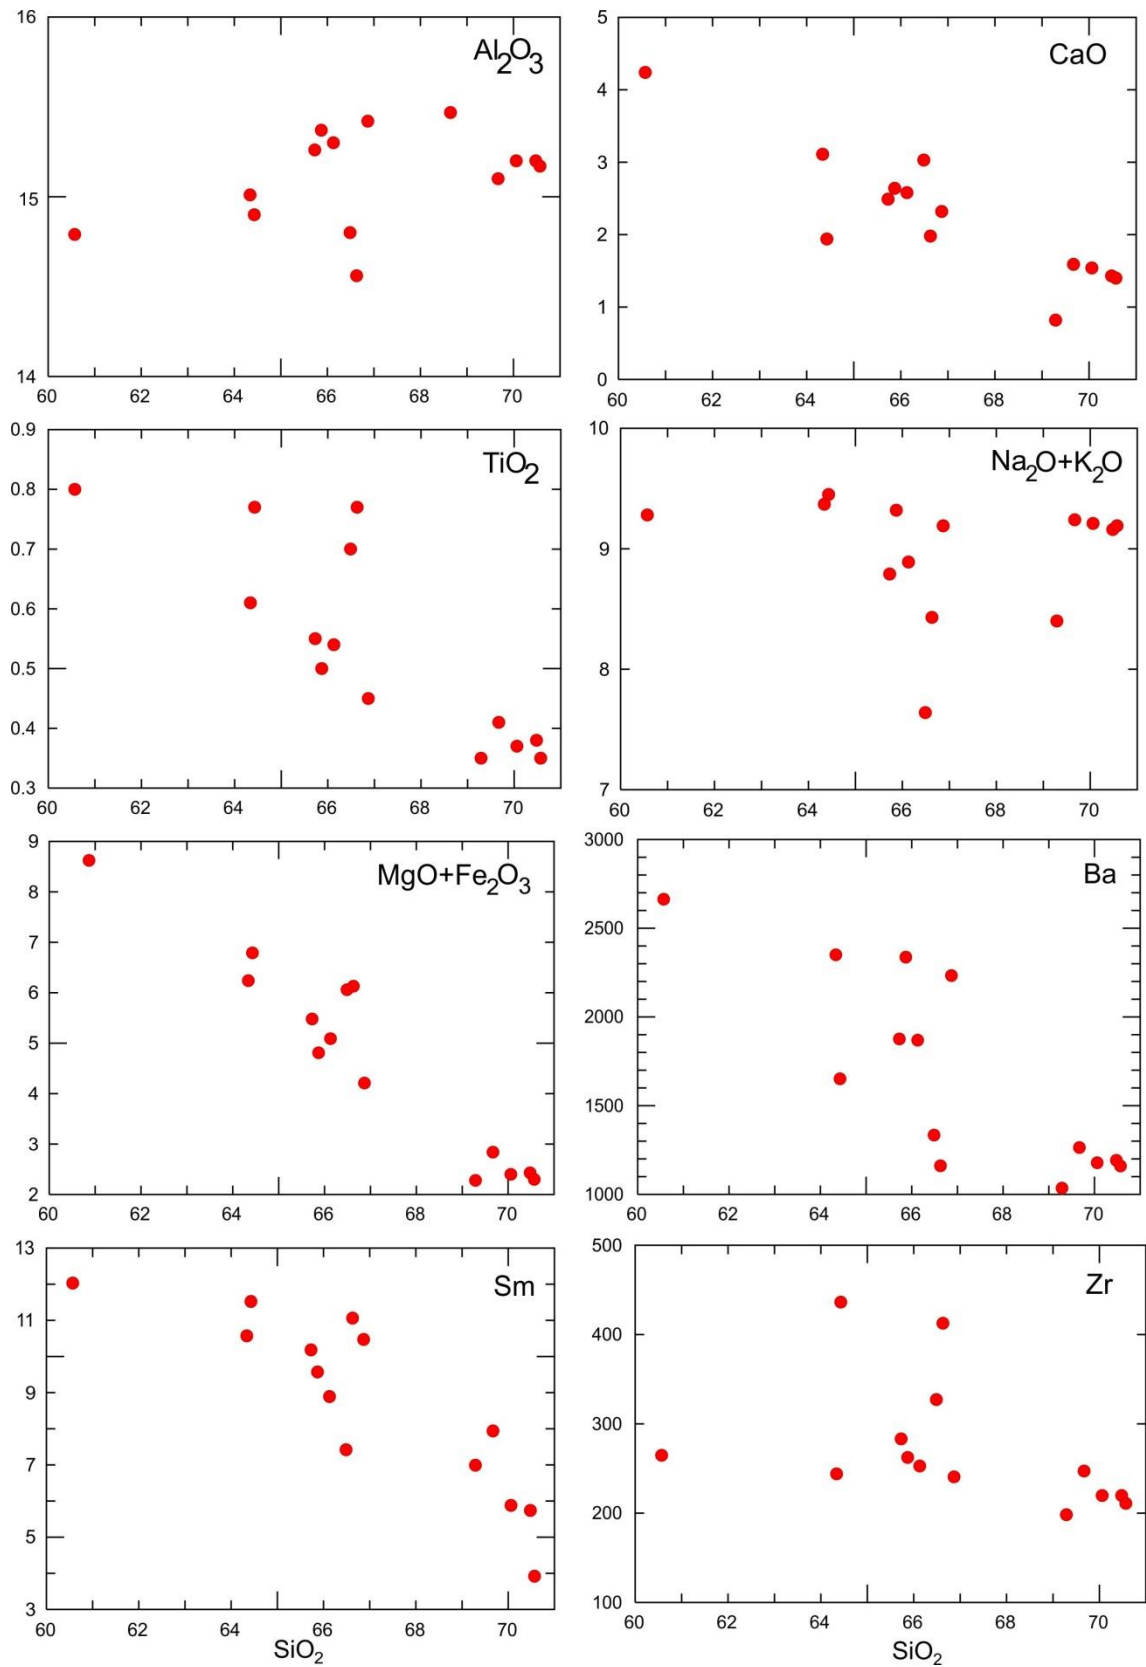 16
Al₂O₃
15
14
60 62 64 66 68 70
5
CaO
4
3
2
1
0
60 62 64 66 68 70
0.9
TiO₂
0.8
0.7
0.6
0.5
0.4
0.3
60 62 64 66 68 70
10
Na₂O+K₂O
9
8
7
60 62 64 66 68 70
9
MgO+Fe₂O₃
8
7
6
5
4
3
2
60 62 64 66 68 70
3000
Ba
2500
2000
1500
1000
60 62 64 66 68 70
13
Sm
11
9
7
5
3
60 62 64 66 68 70
SiO₂
500
Zr
400
300
200
100
60 62 64 66 68 70
SiO₂